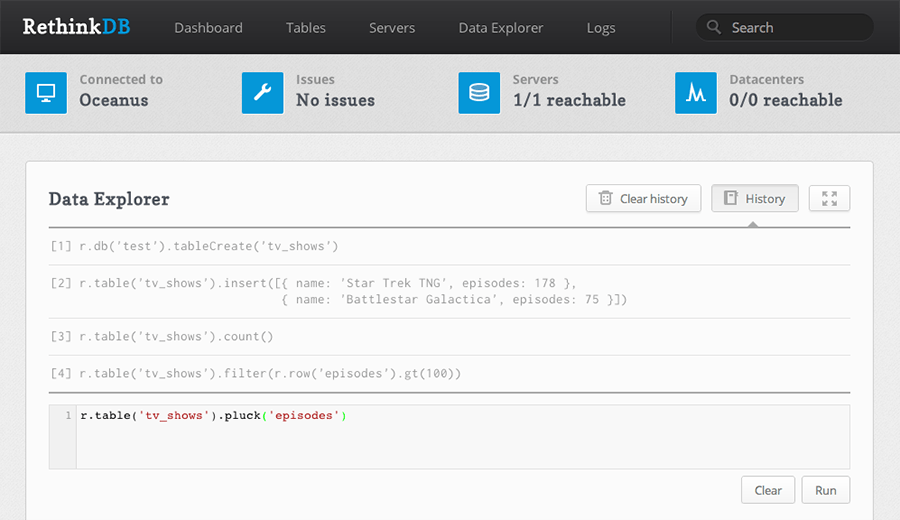 RethinkDB Dashboard Tables Servers Data Explorer Logs Search
Connected to
Oceanus
Issues
No issues
Servers
1/1 reachable
Datacenters
0/0 reachable
Data Explorer
Clear history
History
[1] r.db('test').tableCreate('tv_shows')
[2] r.table('tv_shows').insert([{ name: 'Star Trek TNG', episodes: 178 },
{ name: 'Battlestar Galactica', episodes: 75 }])
[3] r.table('tv_shows').count()
[4] r.table('tv_shows').filter(r.row('episodes').gt(100))
1 r.table('tv_shows').pluck('episodes')
Clear
Run